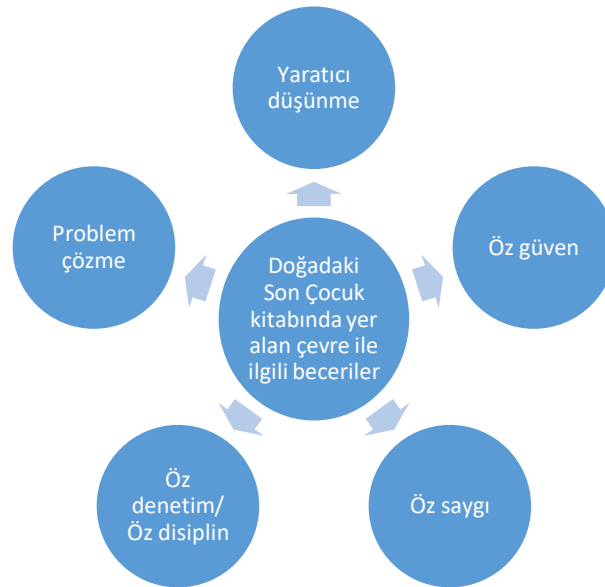 Yaratıcı
düşünme
Problem
çözme
Öz güven
Doğadaki
Son Çocuk
kitabında yer
alan çevre ile
ilgili beceriler
Öz
denetim/
Öz disiplin
Öz saygı